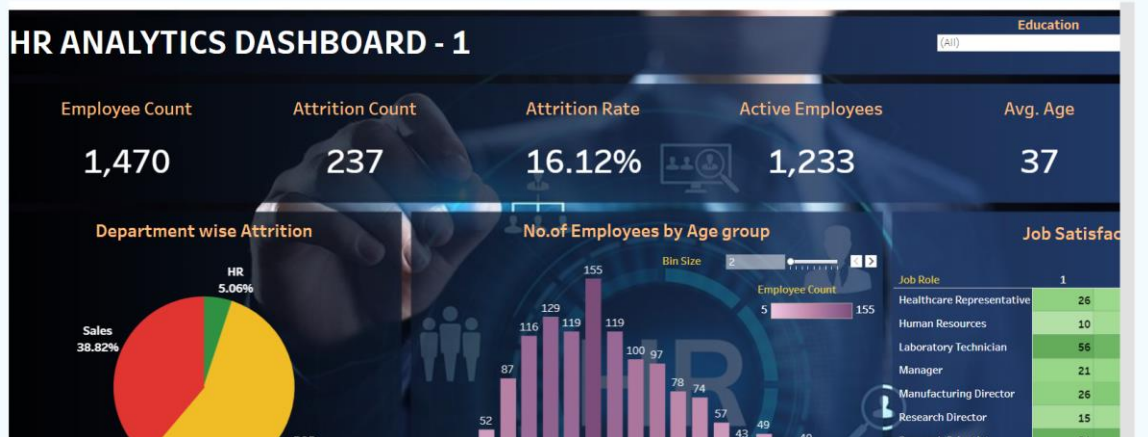 HR ANALYTICS DASHBOARD - 1
Education
(All)
Employee Count
Attrition Count
Attrition Rate
Active Employees
Avg. Age
1,470
237
16.12%
1,233
37
Department wise Attrition
HR
5.06%
Sales
38.82%
No.of Employees by Age group
Bin Size
2
Employee Count
5
155
52
87
116
129
119
155
119
100
97
78
74
57
43
49
HR
Job Satisfac
Job Role 1
Healthcare Representative 26
Human Resources 10
Laboratory Technician 56
Manager 21
Manufacturing Director 26
Research Director 15